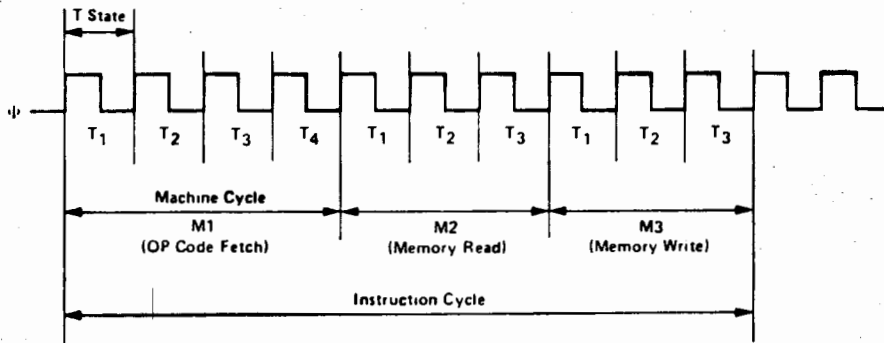 T State
Φ
T1 T2 T3 T4 T1 T2 T3 T1 T2 T3
Machine Cycle
M1 M2 M3
(OP Code Fetch) (Memory Read) (Memory Write)
Instruction Cycle